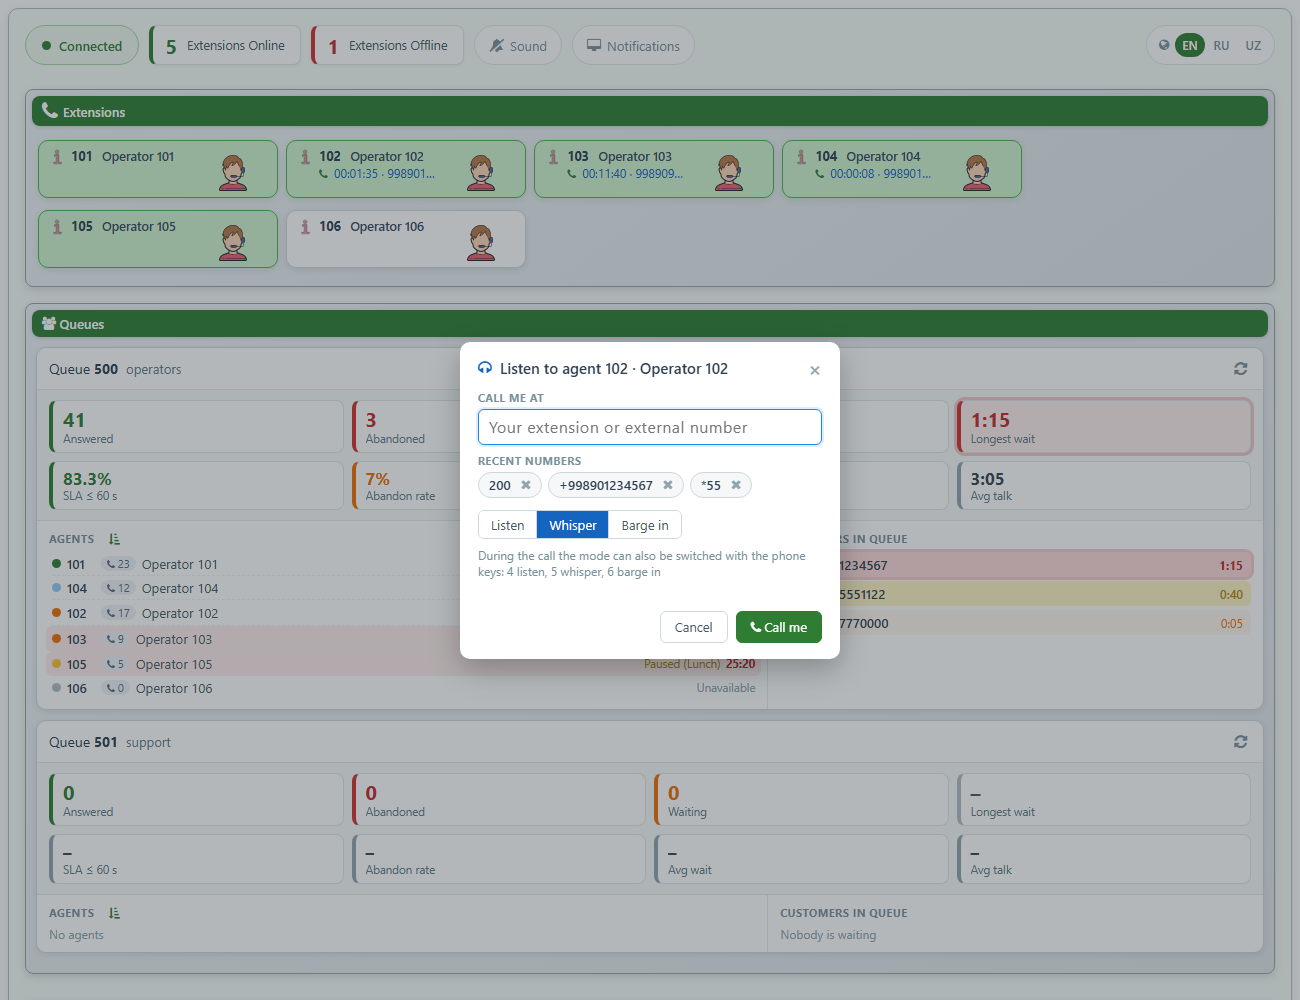 Connected
5 Extensions Online
1 Extensions Offline
Sound
Notifications
EN RU UZ
Extensions
101 Operator 101
102 Operator 102
00:01:35 · 998901...
103 Operator 103
00:11:40 · 998909...
104 Operator 104
00:00:08 · 998901...
105 Operator 105
106 Operator 106
Queues
Queue 500 operators
41
Answered
3
Abandoned
1:15
Longest wait
83.3%
SLA ≤ 60 s
7%
Abandon rate
3:05
Avg talk
AGENTS
101 23 Operator 101
104 12 Operator 104
102 17 Operator 102
103 9 Operator 103
105 5 Operator 105 Paused (Lunch) 25:20
106 0 Operator 106 Unavailable
RS IN QUEUE
1234567 1:15
5551122 0:40
7770000 0:05
Listen to agent 102 · Operator 102
×
CALL ME AT
Your extension or external number
RECENT NUMBERS
200 ✖ +998901234567 ✖ *55 ✖
Listen Whisper Barge in
During the call the mode can also be switched with the phone
keys: 4 listen, 5 whisper, 6 barge in
Cancel Call me
Queue 501 support
0
Answered
0
Abandoned
0
Waiting
–
Longest wait
–
SLA ≤ 60 s
–
Abandon rate
–
Avg wait
–
Avg talk
AGENTS
No agents
CUSTOMERS IN QUEUE
Nobody is waiting